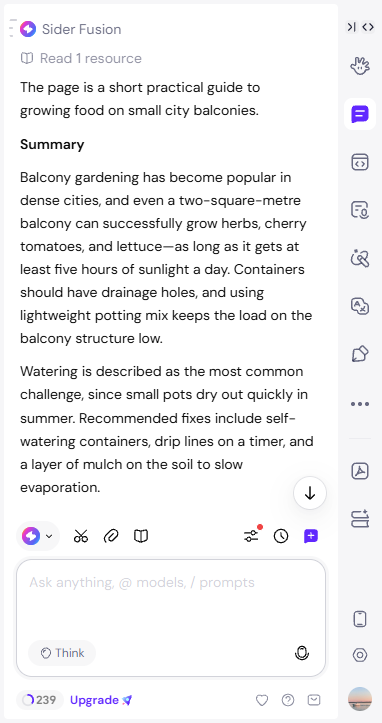 Sider Fusion
Read 1 resource
The page is a short practical guide to
growing food on small city balconies.
Summary
Balcony gardening has become popular in
dense cities, and even a two-square-metre
balcony can successfully grow herbs, cherry
tomatoes, and lettuce—as long as it gets at
least five hours of sunlight a day. Containers
should have drainage holes, and using
lightweight potting mix keeps the load on the
balcony structure low.
Watering is described as the most common
challenge, since small pots dry out quickly in
summer. Recommended fixes include self-
watering containers, drip lines on a timer, and
a layer of mulch on the soil to slow
evaporation.
Ask anything, @ models, / prompts
Think
239
Upgrade